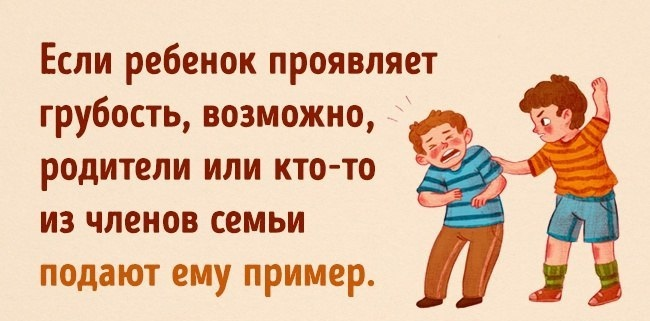 Если ребенок проявляет
грубость, возможно,
родители или кто-то
из членов семьи
подают ему пример.